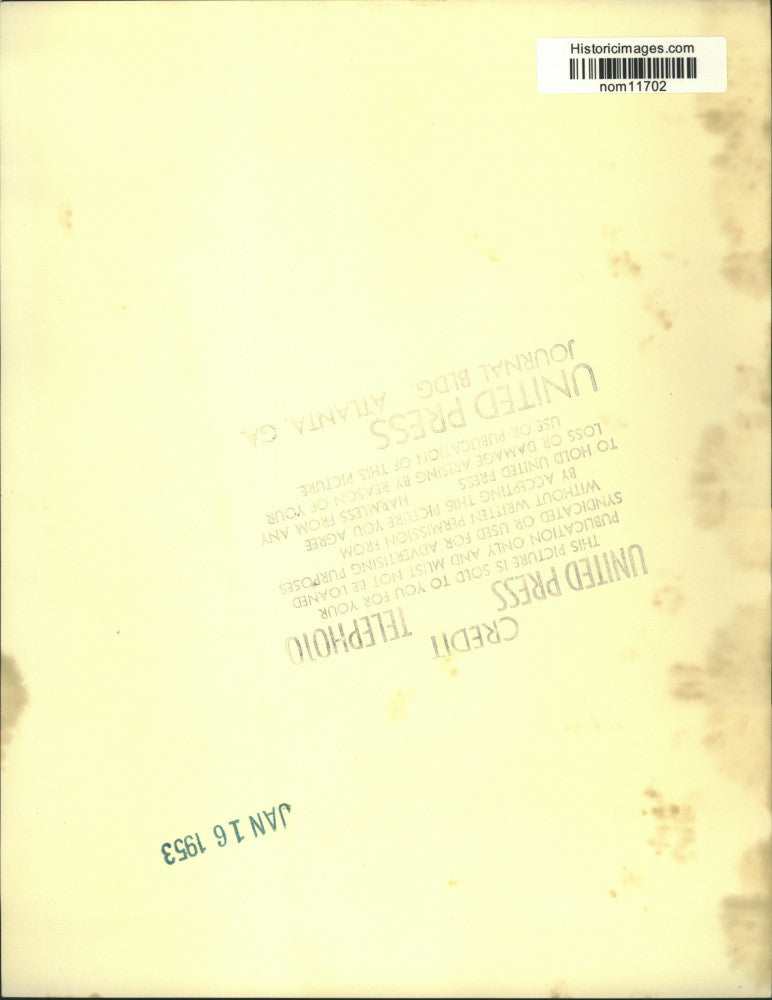 Historicimages.com
nom11702
CREDIT
UNITED PRESS TELEPHOTO
THIS PICTURE IS SOLD TO YOU FOR YOUR
PUBLICATION ONLY AND MUST NOT BE LOANED
SYNDICATED OR USED FOR ADVERTISING PURPOSES
WITHOUT WRITTEN PERMISSION FROM
BY ACCEPTING THIS PICTURE YOU AGREE
TO HOLD UNITED PRESS HARMLESS FROM ANY
LOSS OR DAMAGE ARISING BY REASON OF YOUR
USE OR PUBLICATION OF THIS PICTURE
UNITED PRESS
JOURNAL BLDG. ATLANTA, GA.
JAN 16 1953